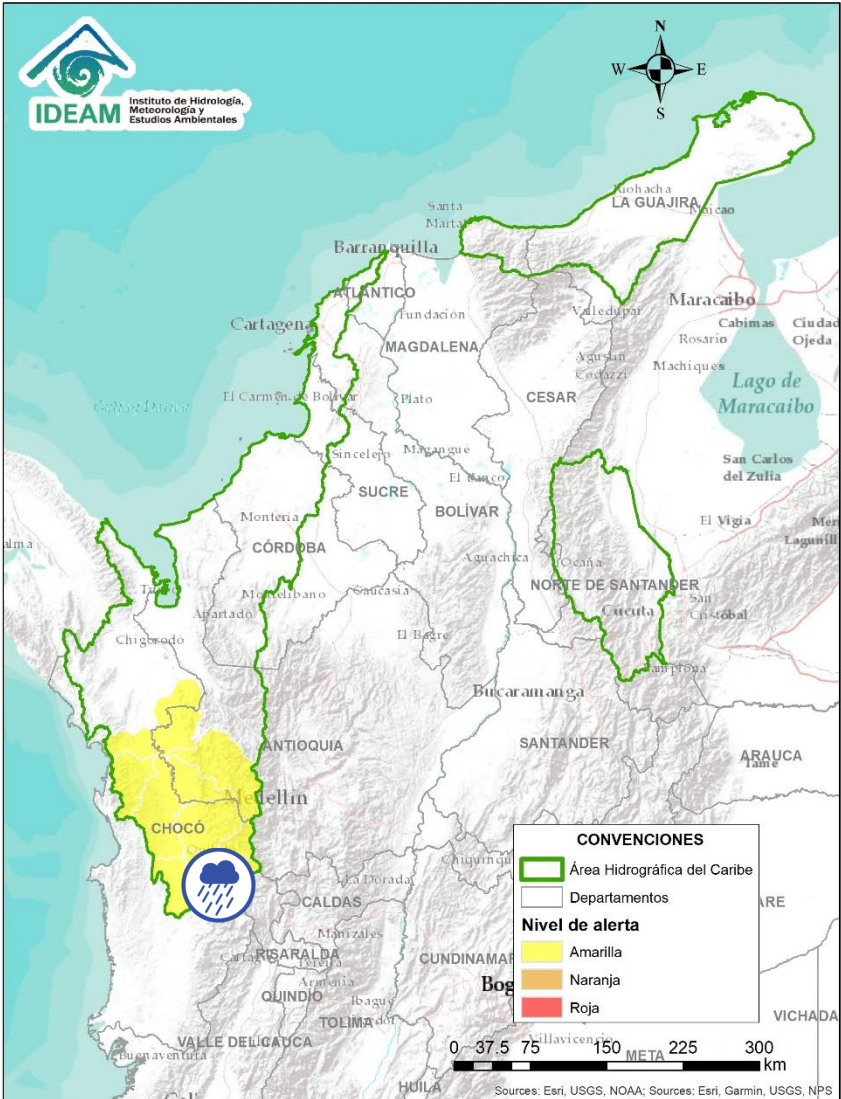 N
W
E
S
IDEAM
Instituto de Hidrología,
Meteorología y
Estudios Ambientales
Riohacha
LA GUAJIRA
Maicao
Santa
Marta
Barranquilla
ATLÁNTICO
Maracaibo
Fundación
Valledupar
Cabimas
Ciudad
Ojeda
Cartagena
Rosario
MAGDALENA
Machiques
Agustín
Codazzi
Lago de
Maracaibo
CESAR
El Carmen de Bolívar
Plato
Sincelejo
Magangue
San Carlos
del Zulia
El Banco
SUCRE
BOLÍVAR
Montería
El Vigía
CÓRDOBA
Aguachica
Ocaña
NORTE DE SANTANDER
Montelibano
Caucasia
San
Cristóbal
Apartado
Cucuta
Chigorodo
El Bagre
Pamplona
Bucaramanga
ANTIOQUIA
SANTANDER
ARAUCA
Tame
Medellín
CHOCÓ
CONVENCIONES
Área Hidrográfica del Caribe
Departamentos
Nivel de alerta
Amarilla
Naranja
Roja
La Dorada
CALDAS
Manizales
RISARALDA
Pereira
Armenia
QUINDÍO
Ibague
TOLIMA
VICHADA
VALLE DEL CAUCA
Buenaventura
Villavicencio
META
HUILA
0 37.5 75 150 225 300
km
Sources: Esri, USGS, NOAA; Sources: Esri, Garmin, USGS, NPS